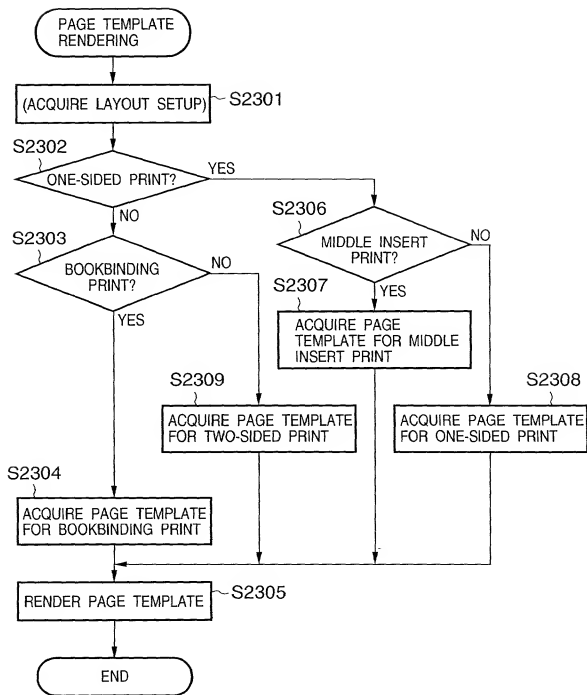 PAGE TEMPLATE
RENDERING
(ACQUIRE LAYOUT SETUP)
S2301
S2302
ONE-SIDED PRINT?
YES
NO
S2303
BOOKBINDING
PRINT?
NO
YES
S2306
MIDDLE INSERT
PRINT?
NO
YES
S2307
ACQUIRE PAGE
TEMPLATE FOR MIDDLE
INSERT PRINT
S2309
ACQUIRE PAGE TEMPLATE
FOR TWO-SIDED PRINT
S2308
ACQUIRE PAGE TEMPLATE
FOR ONE-SIDED PRINT
S2304
ACQUIRE PAGE TEMPLATE
FOR BOOKBINDING PRINT
RENDER PAGE TEMPLATE
S2305
END